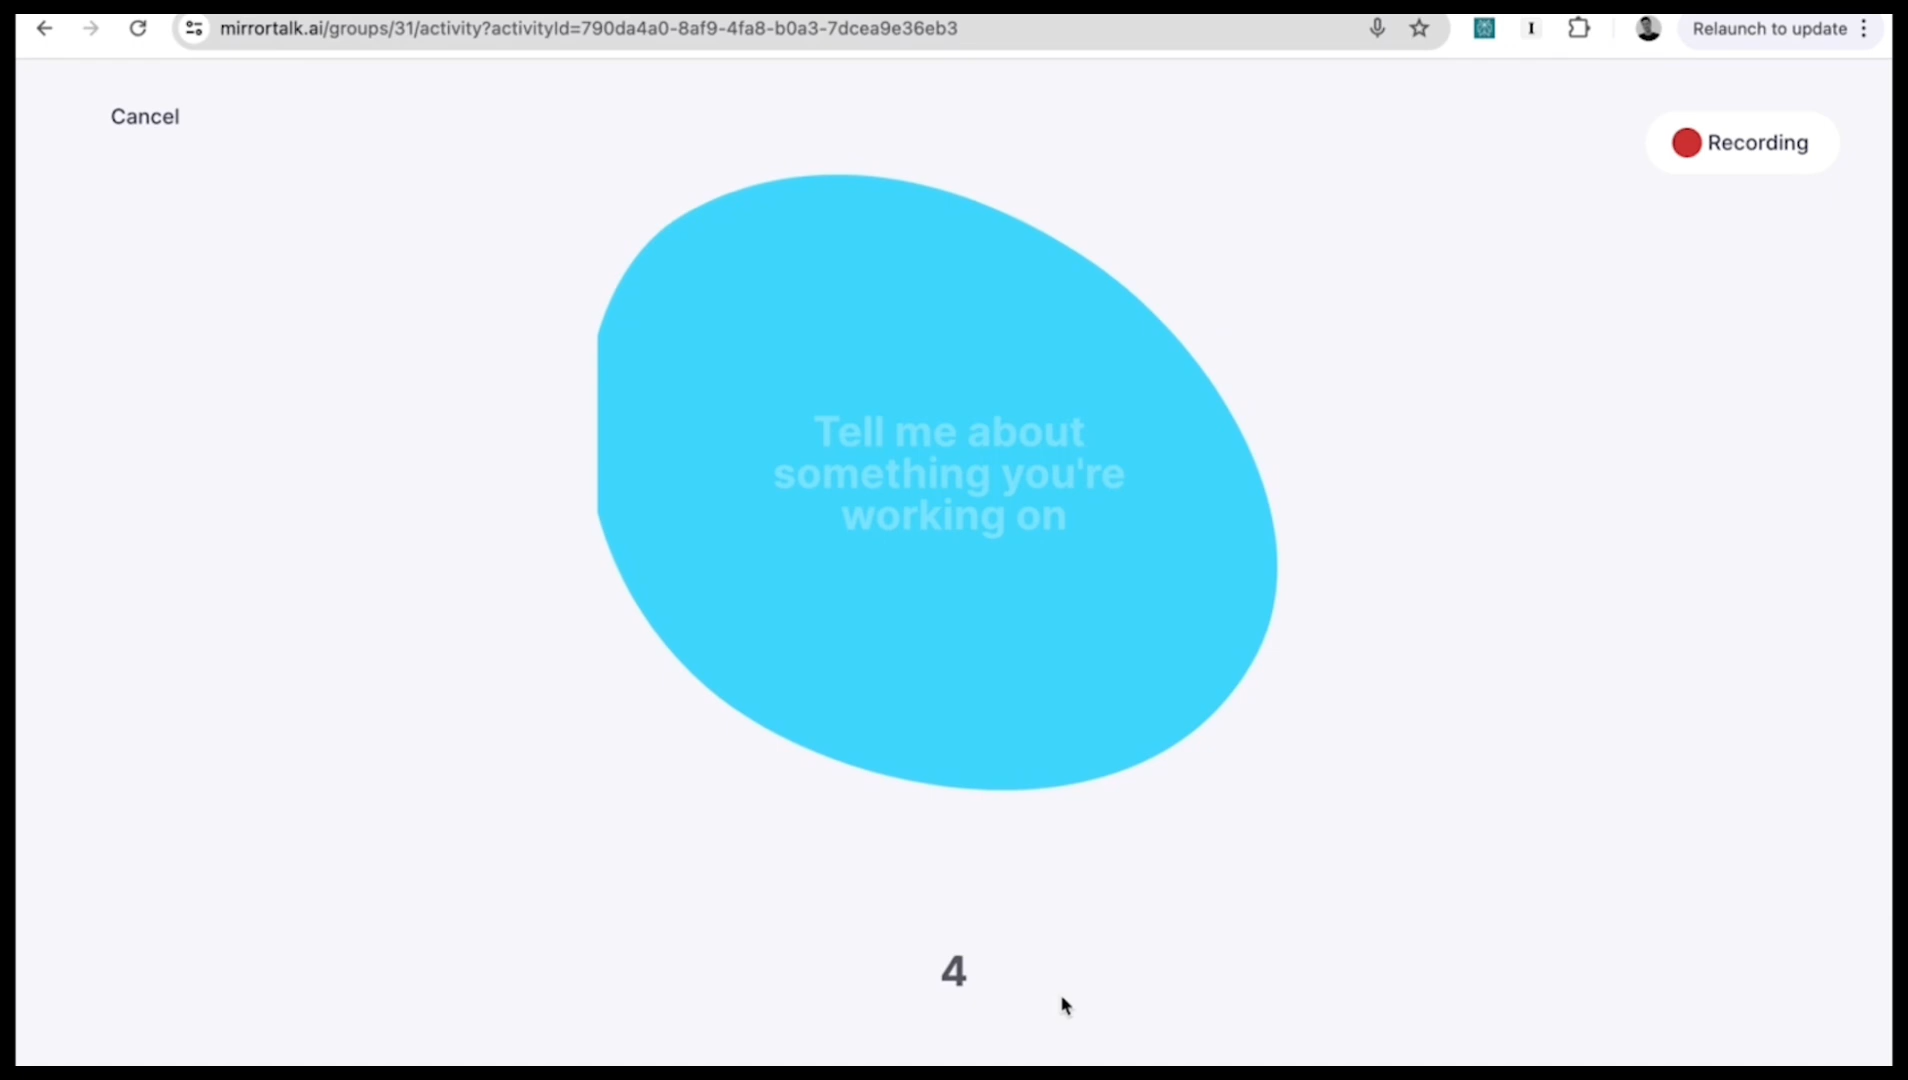 mirrortalk.ai/groups/31/activity?activityId=790da4a0-8af9-4fa8-b0a3-7dcea9e36eb3
Relaunch to update
Cancel
Recording
Tell me about
something you're
working on
4